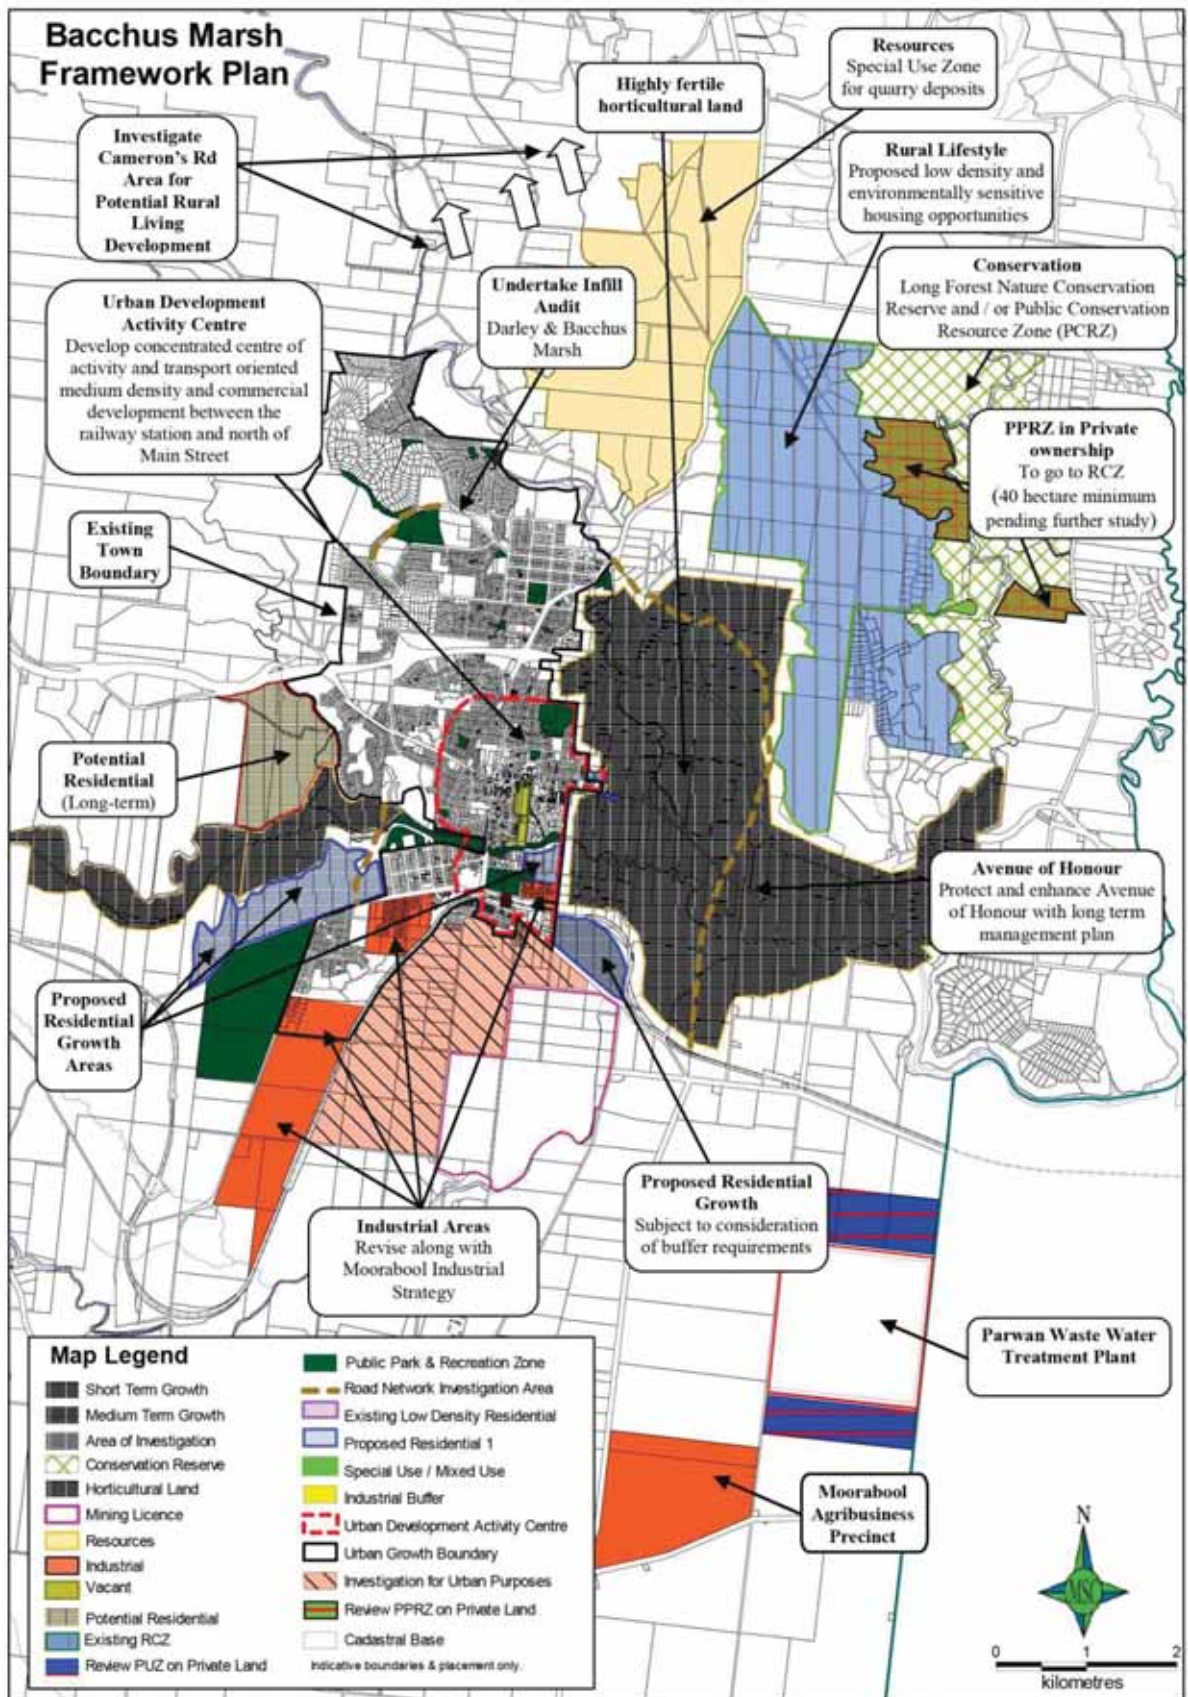 Bacchus Marsh
Framework Plan
Resources
Special Use Zone
for quarry deposits
Highly fertile
horticultural land
Investigate
Cameron's Rd
Area for
Potential Rural
Living
Development
Rural Lifestyle
Proposed low density and
environmentally sensitive
housing opportunities
Conservation
Long Forest Nature Conservation
Reserve and / or Public Conservation
Resource Zone (PCRZ)
Undertake Infill
Audit
Darley & Bacchus
Marsh
Urban Development
Activity Centre
Develop concentrated centre of
activity and transport oriented
medium density and commercial
development between the
railway station and north of
Main Street
PPRZ in Private
ownership
To go to RCZ
(40 hectare minimum
pending further study)
Existing
Town
Boundary
Potential
Residential
(Long-term)
Avenue of Honour
Protect and enhance Avenue
of Honour with long term
management plan
Proposed
Residential
Growth
Areas
Proposed Residential
Growth
Subject to consideration
of buffer requirements
Industrial Areas
Revise along with
Moorabool Industrial
Strategy
Parwan Waste Water
Treatment Plant
Moorabool
Agribusiness
Precinct
Map Legend
Short Term Growth
Medium Term Growth
Area of Investigation
Conservation Reserve
Horticultural Land
Mining Licence
Resources
Industrial
Vacant
Potential Residential
Existing RCZ
Review PUZ on Private Land
Public Park & Recreation Zone
Road Network Investigation Area
Existing Low Density Residential
Proposed Residential 1
Special Use / Mixed Use
Industrial Buffer
Urban Development Activity Centre
Urban Growth Boundary
Investigation for Urban Purposes
Review PPRZ on Private Land
Cadastral Base
Indicative boundaries & placement only.
N
MSC
0 1 2
kilometres